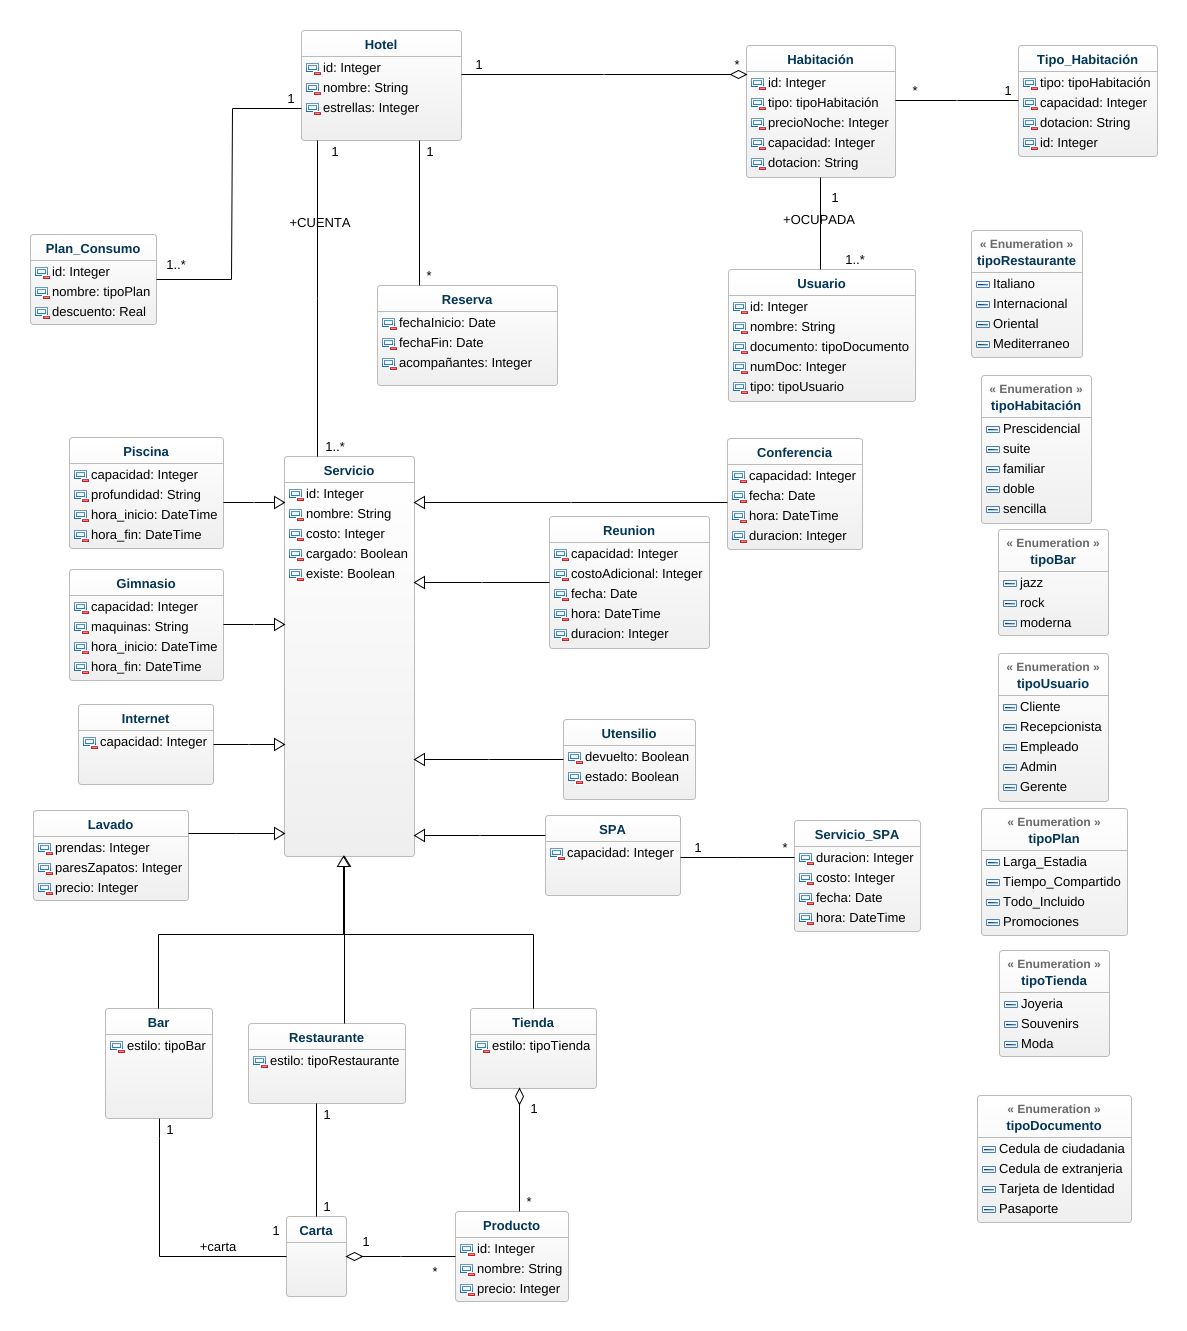 Hotel
id: Integer
nombre: String
estrellas: Integer
1
*
1
1
1
Habitación
id: Integer
tipo: tipoHabitación
precioNoche: Integer
capacidad: Integer
dotacion: String
*
1
Tipo_Habitación
tipo: tipoHabitación
capacidad: Integer
dotacion: String
id: Integer
+CUENTA
1
+OCUPADA
1..*
Plan_Consumo
id: Integer
nombre: tipoPlan
descuento: Real
1..*
*
Reserva
fechaInicio: Date
fechaFin: Date
acompañantes: Integer
Usuario
id: Integer
nombre: String
documento: tipoDocumento
numDoc: Integer
tipo: tipoUsuario
« Enumeration »
tipoRestaurante
Italiano
Internacional
Oriental
Mediterraneo
« Enumeration »
tipoHabitación
Prescidencial
suite
familiar
doble
sencilla
1..*
Piscina
capacidad: Integer
profundidad: String
hora_inicio: DateTime
hora_fin: DateTime
Servicio
id: Integer
nombre: String
costo: Integer
cargado: Boolean
existe: Boolean
Conferencia
capacidad: Integer
fecha: Date
hora: DateTime
duracion: Integer
Reunion
capacidad: Integer
costoAdicional: Integer
fecha: Date
hora: DateTime
duracion: Integer
« Enumeration »
tipoBar
jazz
rock
moderna
Gimnasio
capacidad: Integer
maquinas: String
hora_inicio: DateTime
hora_fin: DateTime
« Enumeration »
tipoUsuario
Cliente
Recepcionista
Empleado
Admin
Gerente
Internet
capacidad: Integer
Utensilio
devuelto: Boolean
estado: Boolean
Lavado
prendas: Integer
paresZapatos: Integer
precio: Integer
SPA
capacidad: Integer
1
*
Servicio_SPA
duracion: Integer
costo: Integer
fecha: Date
hora: DateTime
« Enumeration »
tipoPlan
Larga_Estadia
Tiempo_Compartido
Todo_Incluido
Promociones
« Enumeration »
tipoTienda
Joyeria
Souvenirs
Moda
Bar
estilo: tipoBar
Restaurante
estilo: tipoRestaurante
Tienda
estilo: tipoTienda
1
1
1
« Enumeration »
tipoDocumento
Cedula de ciudadania
Cedula de extranjeria
Tarjeta de Identidad
Pasaporte
1
*
1
+carta
Carta
1
*
Producto
id: Integer
nombre: String
precio: Integer